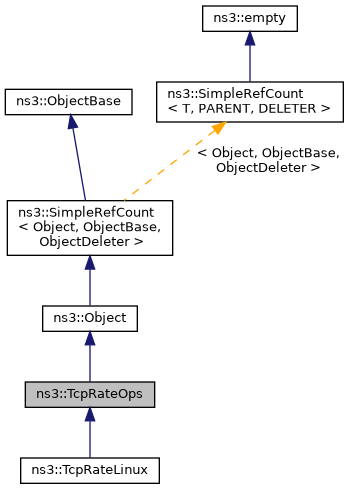 ns3::empty
ns3::SimpleRefCount
< T, PARENT, DELETER >
ns3::ObjectBase
< Object, ObjectBase,
ObjectDeleter >
ns3::SimpleRefCount
< Object, ObjectBase,
ObjectDeleter >
ns3::Object
ns3::TcpRateOps
ns3::TcpRateLinux